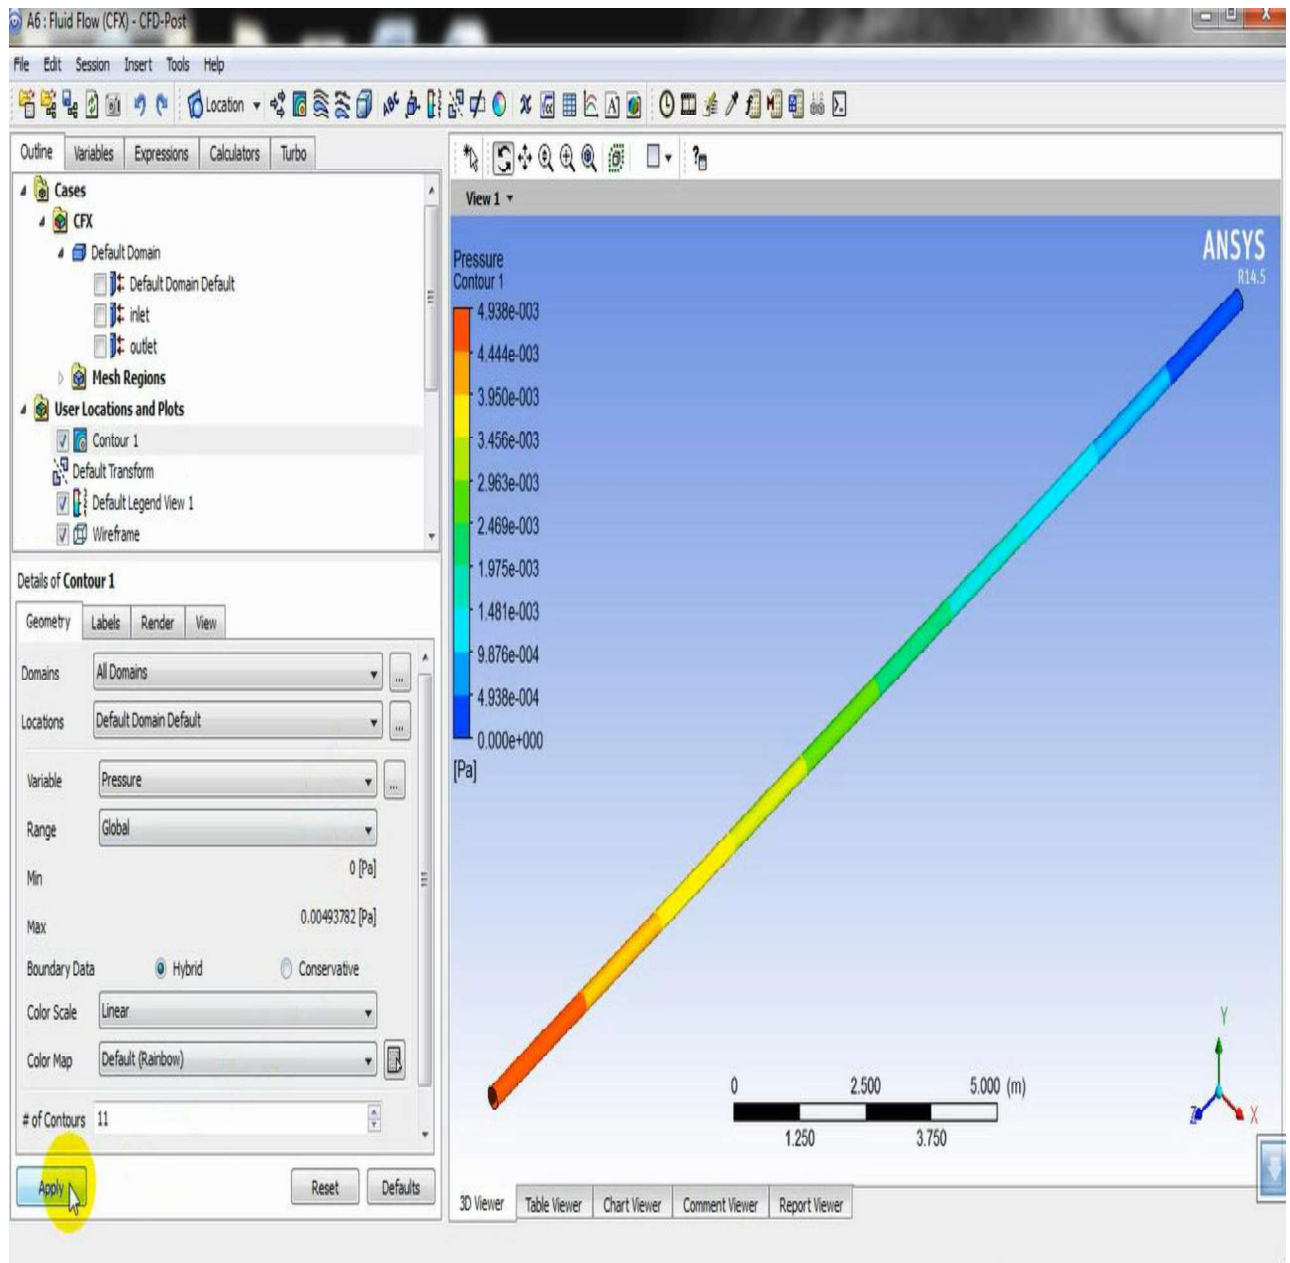 A6 : Fluid Flow (CFX) - CFD-Post
File Edit Session Insert Tools Help
Location
Outline Variables Expressions Calculators Turbo
Cases
CFX
Default Domain
Default Domain Default
inlet
outlet
Mesh Regions
User Locations and Plots
Contour 1
Default Transform
Default Legend View 1
Wireframe
Details of Contour 1
Geometry Labels Render View
Domains All Domains ...
Locations Default Domain Default ...
Variable Pressure ...
Range Global
Min 0 [Pa]
Max 0.00493782 [Pa]
Boundary Data Hybrid Conservative
Color Scale Linear
Color Map Default (Rainbow)
# of Contours 11
Apply Reset Defaults
View 1
Pressure
Contour 1
4.938e-003
4.444e-003
3.950e-003
3.456e-003
2.963e-003
2.469e-003
1.975e-003
1.481e-003
9.876e-004
4.938e-004
0.000e+000
[Pa]
ANSYS
R14.5
0 2.500 5.000 (m)
1.250 3.750
Y
Z X
3D Viewer Table Viewer Chart Viewer Comment Viewer Report Viewer